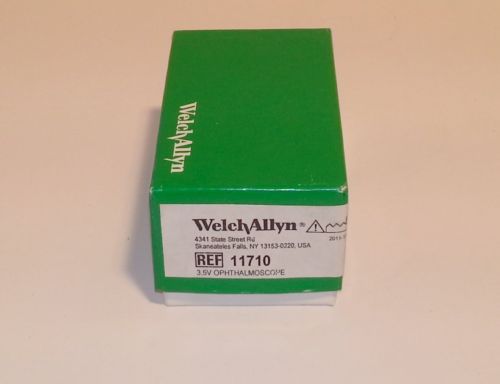 WelchAllyn
WelchAllyn®
4341 State Street Rd
Skaneateles Falls, NY 13153-0220, USA
REF 11710
3.5V OPHTHALMOSCOPE